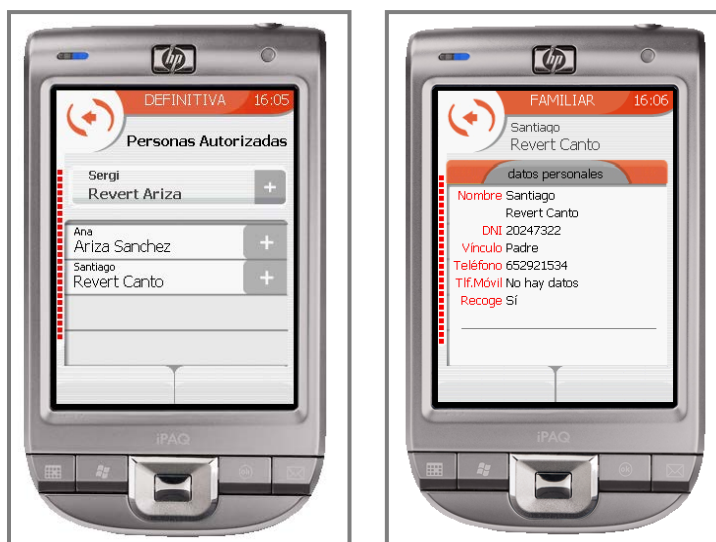 hp
DEFINITIVA 16:05
Personas Autorizadas
Sergi
Revert Ariza
+
Ana
Ariza Sanchez
+
Santiago
Revert Canto
+
iPAQ
ok
hp
FAMILIAR 16:06
Santiago
Revert Canto
datos personales
Nombre Santiago
Revert Canto
DNI 20247322
Vínculo Padre
Teléfono 652921534
Tlf.Móvil No hay datos
Recoge Sí
iPAQ
ok